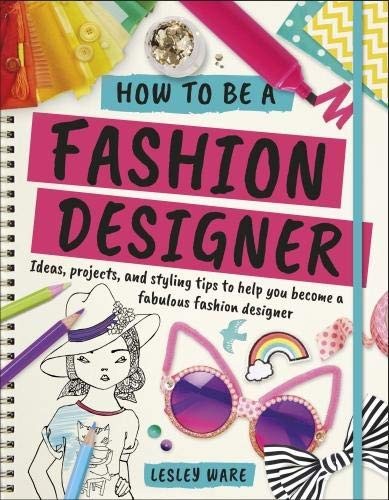 HOW TO BE A
FASHION
DESIGNER
Ideas, projects, and styling tips to help you become a
fabulous fashion designer
LESLEY WARE